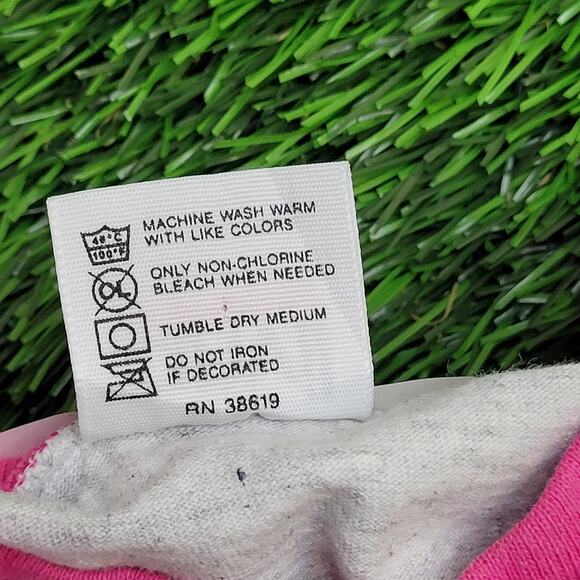 40°C
100°F
MACHINE WASH WARM
WITH LIKE COLORS
ONLY NON-CHLORINE
BLEACH WHEN NEEDED
TUMBLE DRY MEDIUM
DO NOT IRON
IF DECORATED
RN 38619